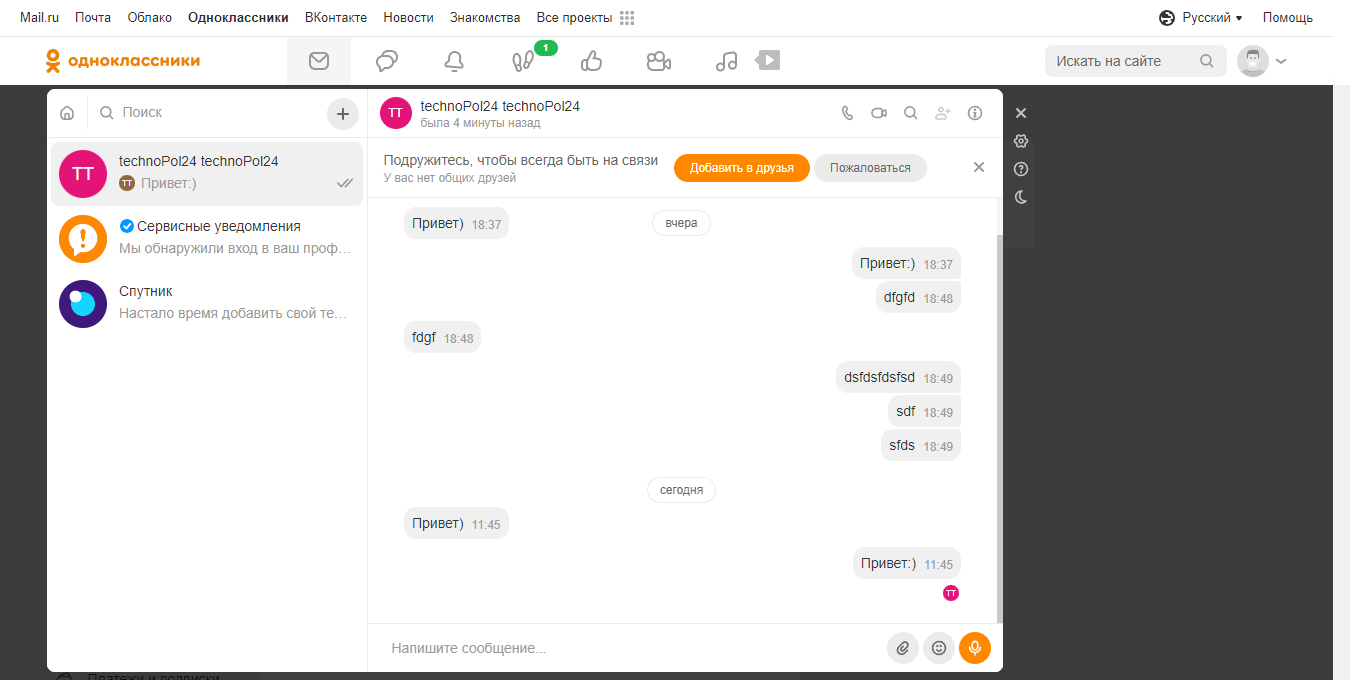 Mail.ru Почта Облако Одноклассники ВКонтакте Новости Знакомства Все проекты Русский Помощь
одноклассники 1 Искать на сайте
Поиск
TT technoPol24 technoPol24
была 4 минуты назад
TT technoPol24 technoPol24
TT Привет:)
Сервисные уведомления
Мы обнаружили вход в ваш проф...
Спутник
Настало время добавить свой те...
Подружитесь, чтобы всегда быть на связи
У вас нет общих друзей
Добавить в друзья Пожаловаться
Привет) 18:37
вчера
Привет:) 18:37
dfgfd 18:48
fdgf 18:48
dsfdsfdsfsd 18:49
sdf 18:49
sfds 18:49
сегодня
Привет) 11:45
Привет:) 11:45
TT
Напишите сообщение...
Платежи и подписки